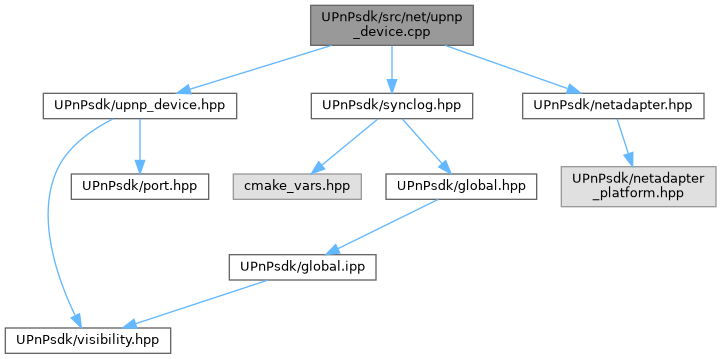 UPnPsdk/src/net/upnp
_device.cpp
UPnPsdk/upnp_device.hpp
UPnPsdk/synclog.hpp
UPnPsdk/netadapter.hpp
UPnPsdk/port.hpp
cmake_vars.hpp
UPnPsdk/global.hpp
UPnPsdk/netadapter
_platform.hpp
UPnPsdk/global.ipp
UPnPsdk/visibility.hpp